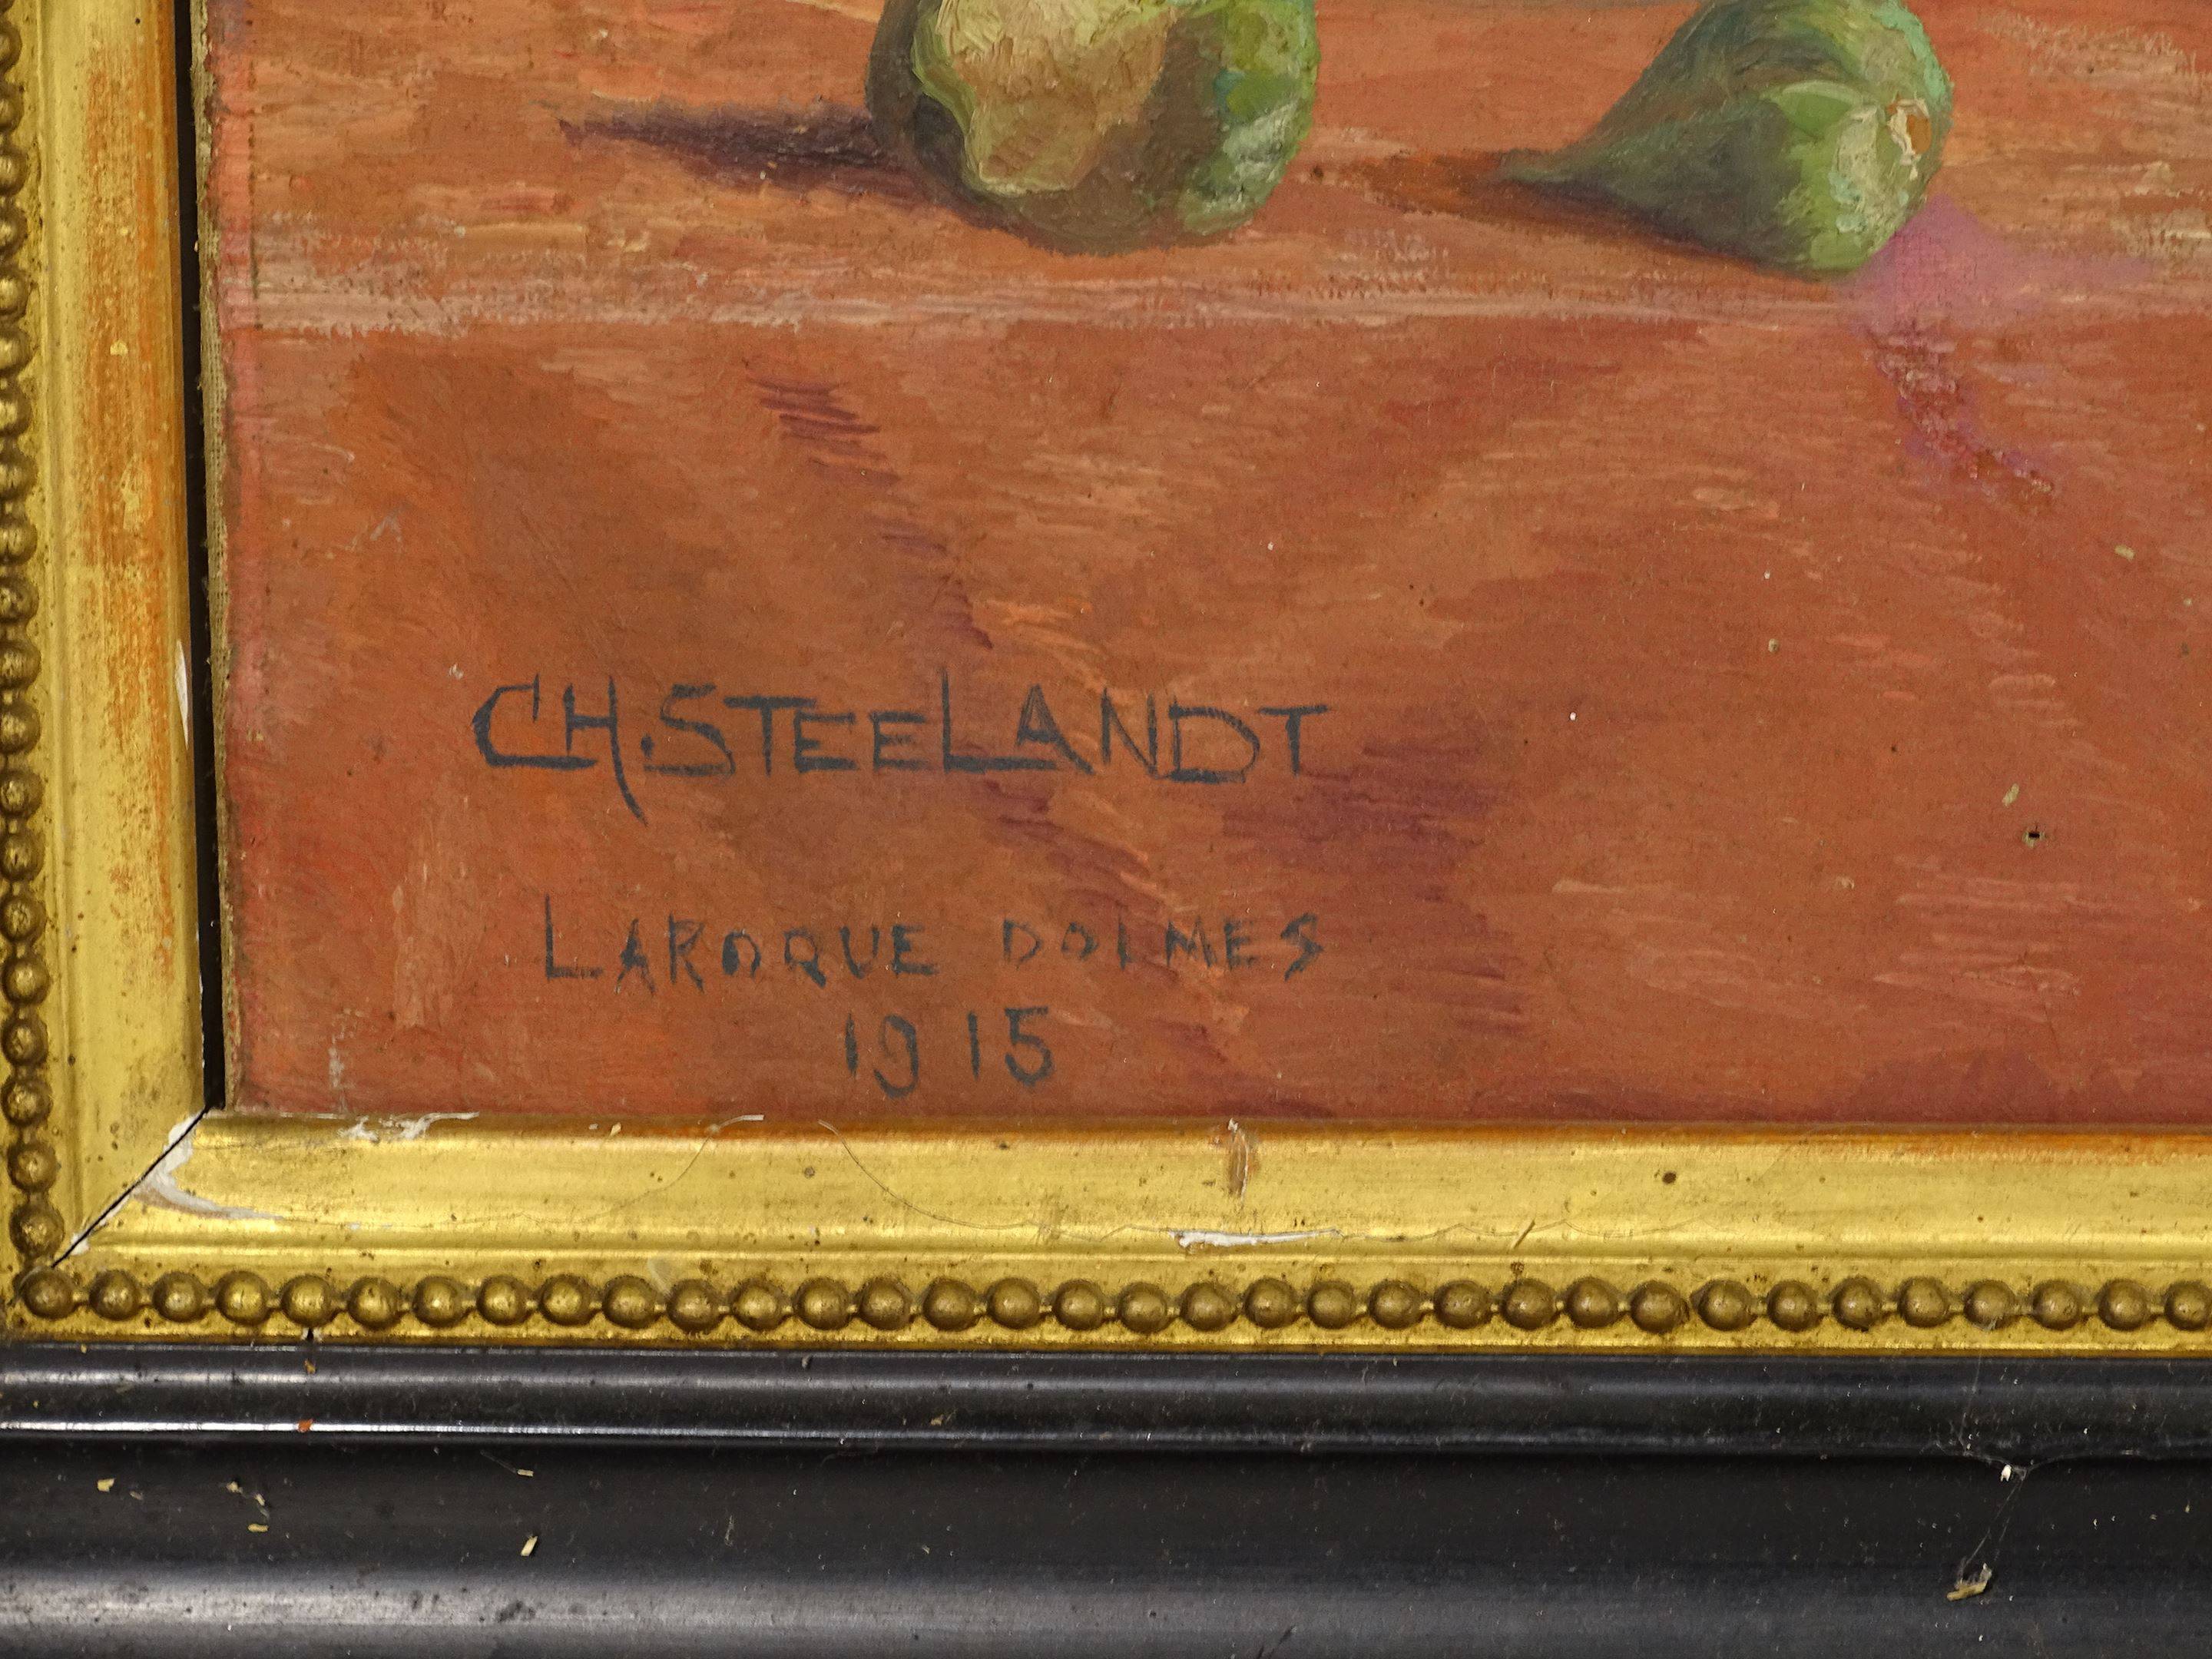 CH. STEELANDT
LAROQUE DOLMES
1915